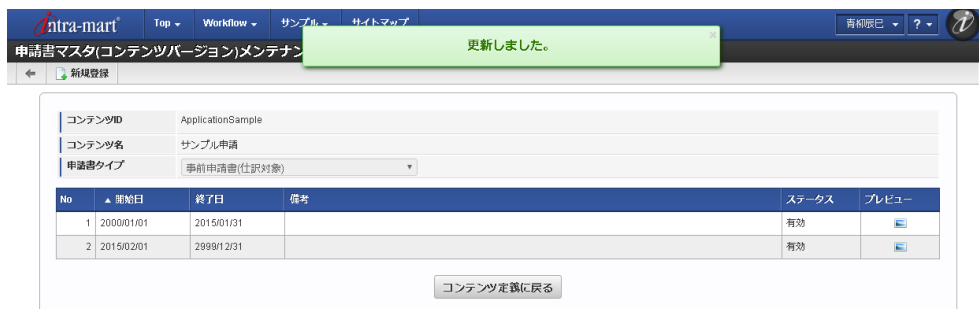 intra-mart Top Workflow サンプル サイトマップ 青柳辰巳 ?
更新しました。 ×
申請書マスタ(コンテンツバージョン)メンテナン
新規登録
コンテンツID ApplicationSample
コンテンツ名 サンプル申請
申請書タイプ 事前申請書(仕訳対象)
No ▲ 開始日 終了日 備考 ステータス プレビュー
1 2000/01/01 2015/01/31 有効
2 2015/02/01 2999/12/31 有効
コンテンツ定義に戻る